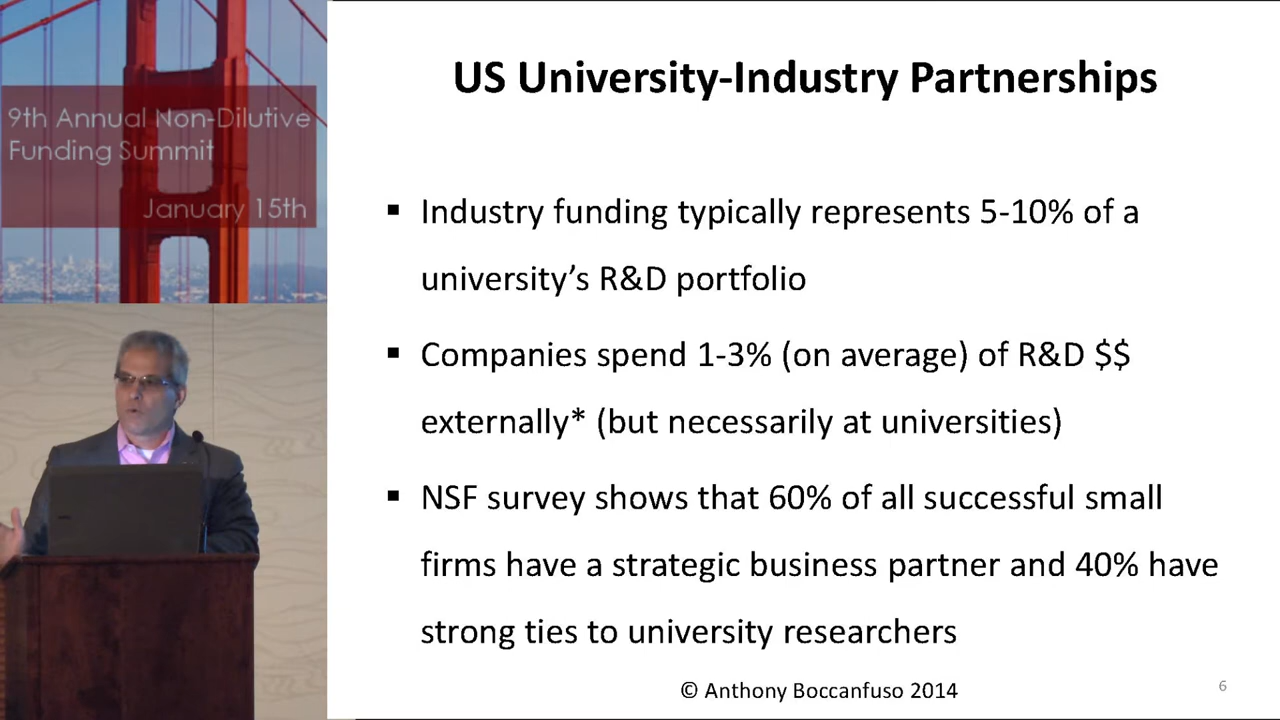 9th Annual Non-Dilutive
Funding Summit
January 15th
US University-Industry Partnerships
▪ Industry funding typically represents 5-10% of a
university’s R&D portfolio
▪ Companies spend 1-3% (on average) of R&D $$
externally* (but necessarily at universities)
▪ NSF survey shows that 60% of all successful small
firms have a strategic business partner and 40% have
strong ties to university researchers
© Anthony Boccanfuso 2014
6